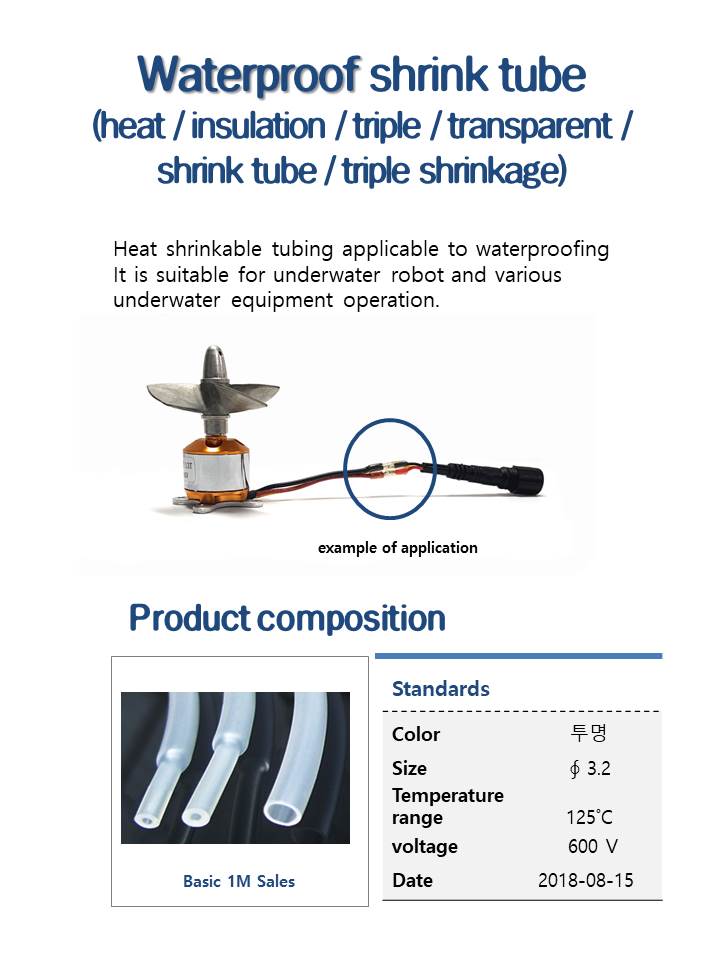 Waterproof shrink tube
(heat / insulation / triple / transparent /
shrink tube / triple shrinkage)
Heat shrinkable tubing applicable to waterproofing
It is suitable for underwater robot and various
underwater equipment operation.
example of application
Product composition
Basic 1M Sales
Standards
Color 투명
Size ∮ 3.2
Temperature
range 125℃
voltage 600 V
Date 2018-08-15